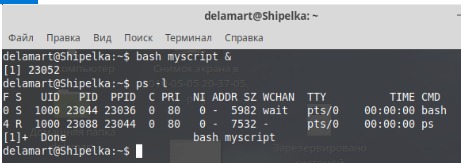 delamart@Shipelka: ~
Файл Правка Вид Поиск Терминал Справка
delamart@Shipelka:~$ bash myscript &
[1] 23052
delamart@Shipelka:~$ ps -l
F S UID PID PPID C PRI NI ADDR SZ WCHAN TTY TIME CMD
0 S 1000 23044 23036 0 80 0 - 5982 wait pts/0 00:00:00 bash
4 R 1000 23088 23044 0 80 0 - 7532 - pts/0 00:00:00 ps
[1]+ Done bash myscript
delamart@Shipelka:~$